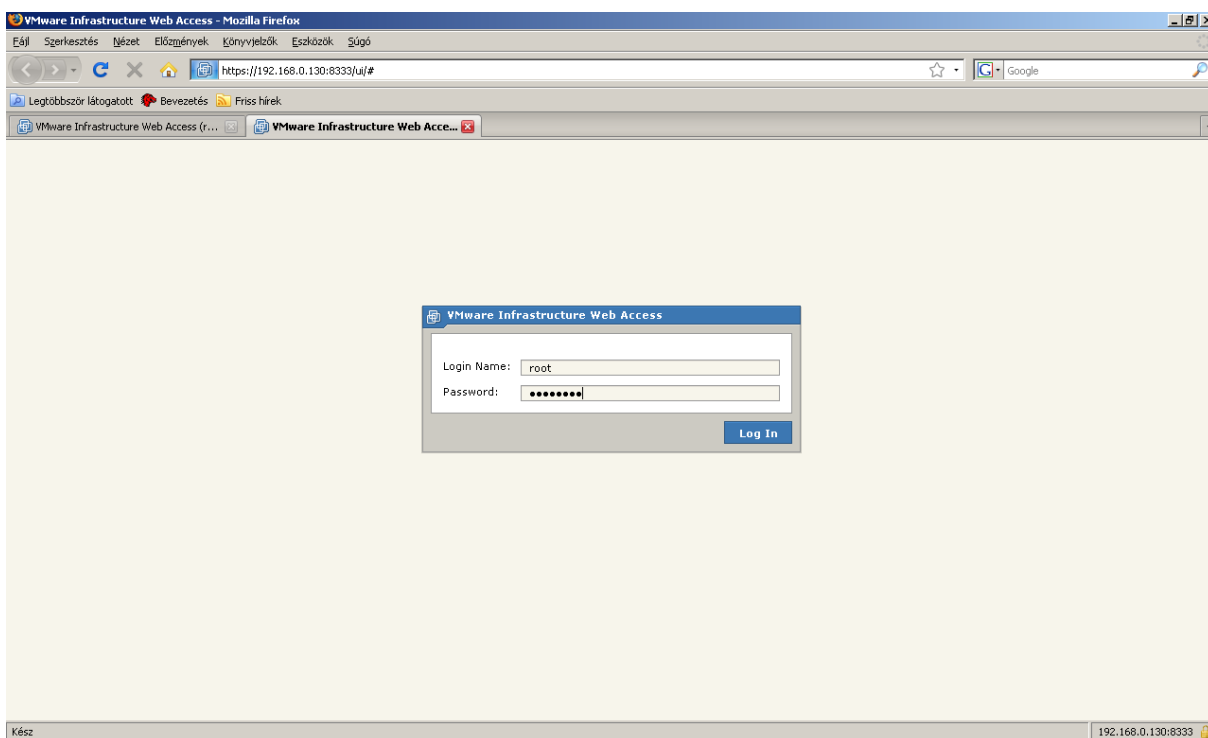 VMware Infrastructure Web Access - Mozilla Firefox
Fájl Szerkesztés Nézet Előzmények Könyvjelzők Eszközök Súgó
https://192.168.0.130:8333/ui/# Google
Legtöbbször látogatott Bevezetés Friss hírek
VMware Infrastructure Web Access (r... VMware Infrastructure Web Acce...
VMware Infrastructure Web Access
Login Name: root
Password: ●●●●●●●●
Log In
Kész 192.168.0.130:8333